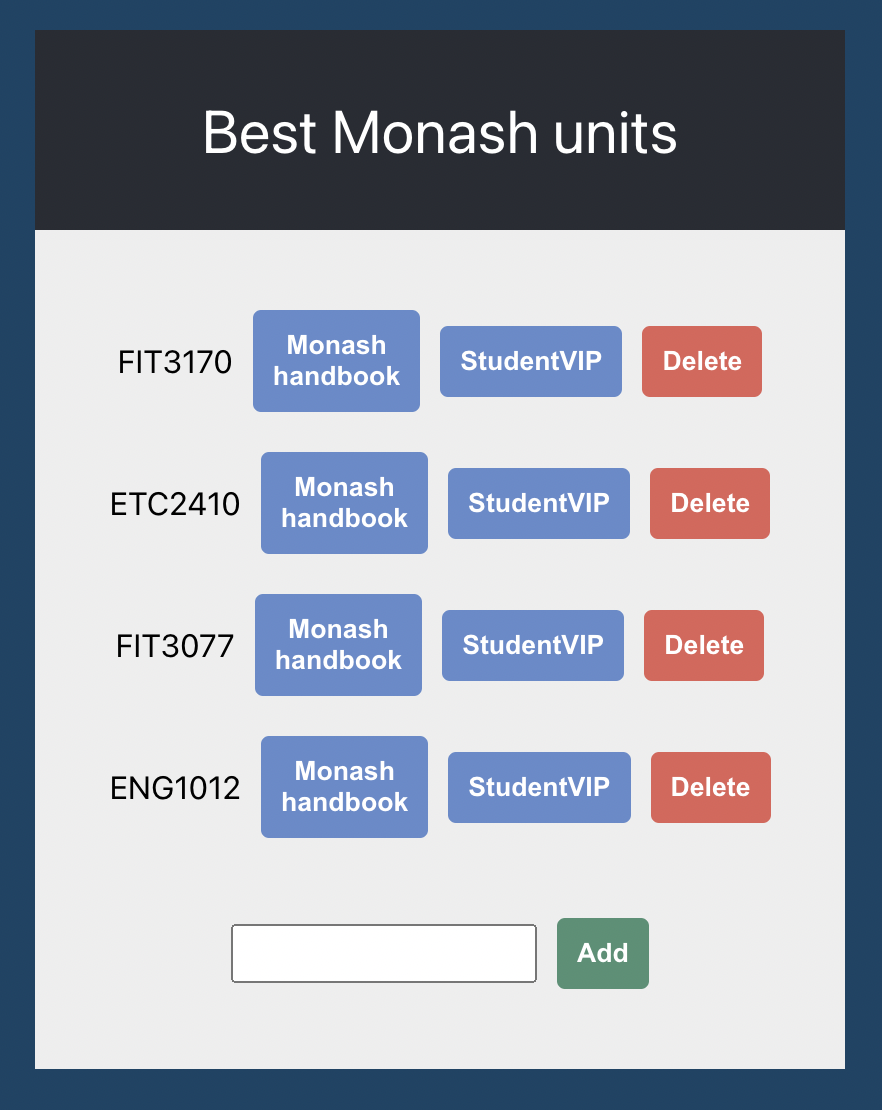 Best Monash units
FIT3170
Monash
handbook
StudentVIP
Delete
ETC2410
Monash
handbook
StudentVIP
Delete
FIT3077
Monash
handbook
StudentVIP
Delete
ENG1012
Monash
handbook
StudentVIP
Delete
Add